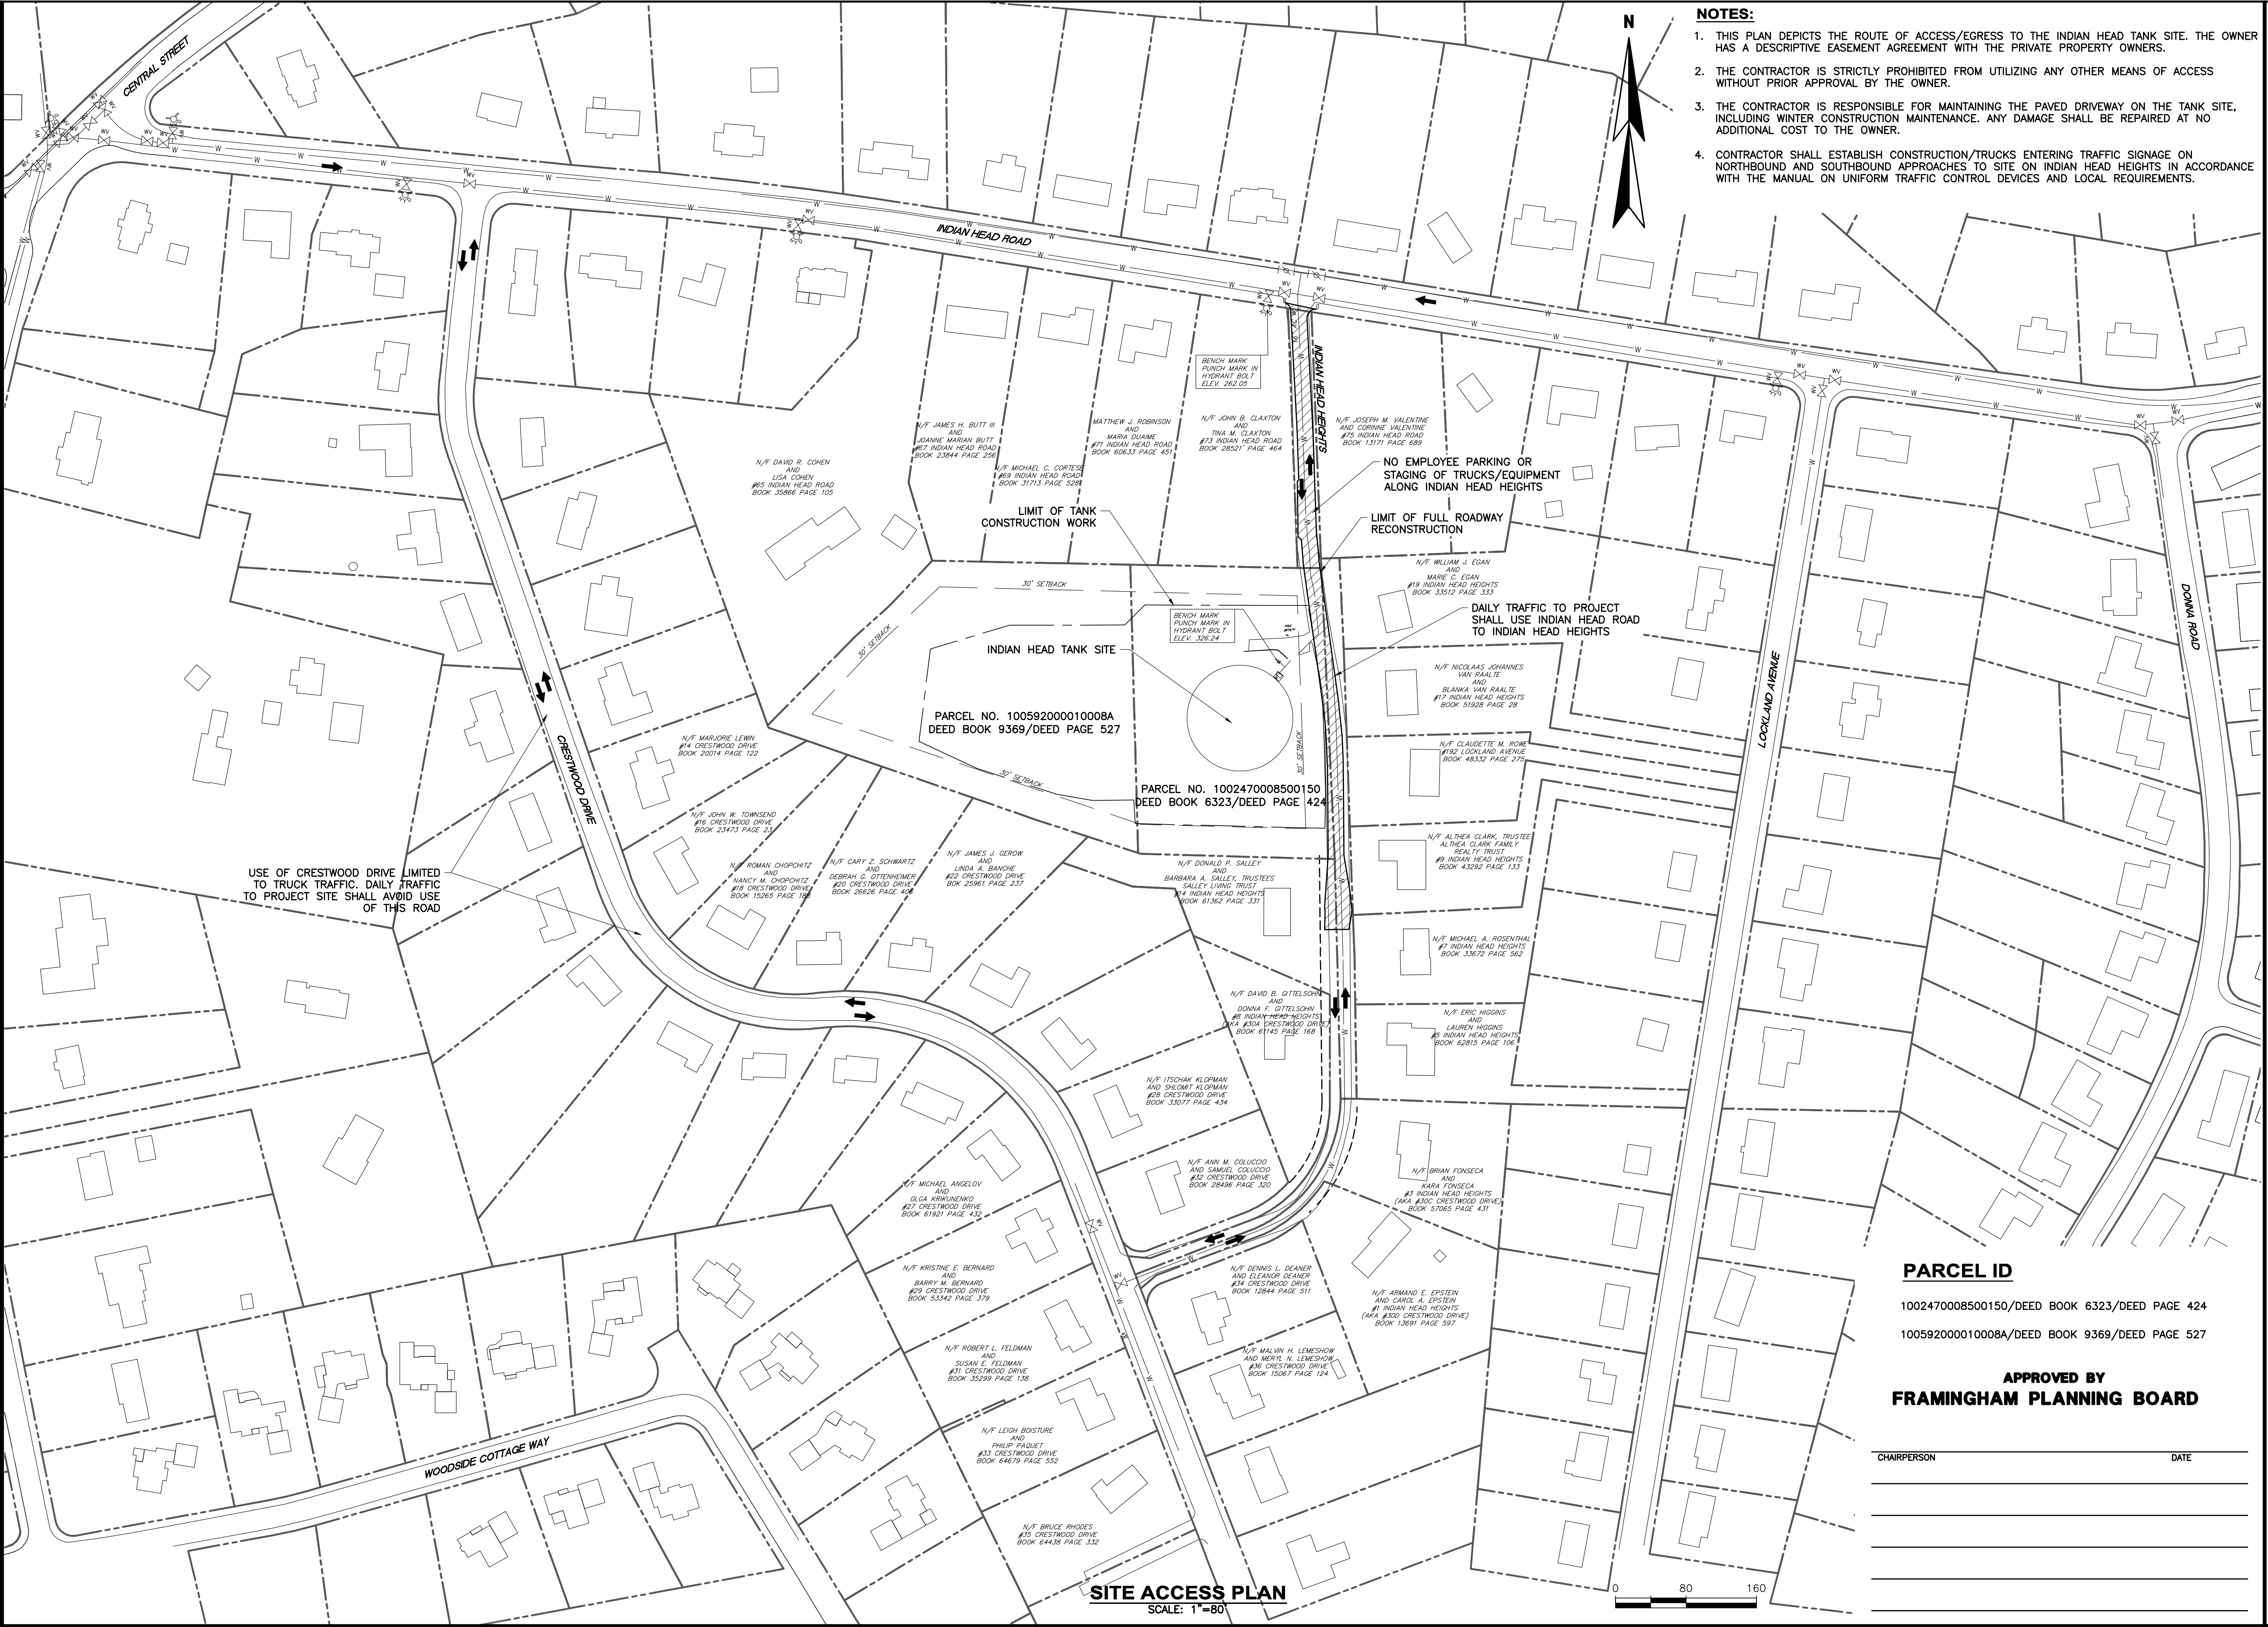 NOTES:
1. THIS PLAN DEPICTS THE ROUTE OF ACCESS/EGRESS TO THE INDIAN HEAD TANK SITE. THE OWNER
HAS A DESCRIPTIVE EASEMENT AGREEMENT WITH THE PRIVATE PROPERTY OWNERS.
2. THE CONTRACTOR IS STRICTLY PROHIBITED FROM UTILIZING ANY OTHER MEANS OF ACCESS
WITHOUT PRIOR APPROVAL BY THE OWNER.
3. THE CONTRACTOR IS RESPONSIBLE FOR MAINTAINING THE PAVED DRIVEWAY ON THE TANK SITE,
INCLUDING WINTER CONSTRUCTION MAINTENANCE. ANY DAMAGE SHALL BE REPAIRED AT NO
ADDITIONAL COST TO THE OWNER.
4. CONTRACTOR SHALL ESTABLISH CONSTRUCTION/TRUCKS ENTERING TRAFFIC SIGNAGE ON
NORTHBOUND AND SOUTHBOUND APPROACHES TO SITE ON INDIAN HEAD HEIGHTS IN ACCORDANCE
WITH THE MANUAL ON UNIFORM TRAFFIC CONTROL DEVICES AND LOCAL REQUIREMENTS.
N
CENTRAL STREET
INDIAN HEAD ROAD
INDIAN HEAD HEIGHTS
BENCH MARK
PUNCH MARK IN
HYDRANT BOLT
ELEV. 262.05
N/F DAVID R. COHEN
AND
LISA COHEN
#65 INDIAN HEAD ROAD
BOOK 35866 PAGE 105
N/F JAMES H. BUTT III
AND
JOANNE MARIAN BUTT
#67 INDIAN HEAD ROAD
BOOK 23844 PAGE 256
N/F MICHAEL C. CORTESE
#69 INDIAN HEAD ROAD
BOOK 31713 PAGE 528
MATTHEW J. ROBINSON
AND
MARIA DUAIME
#71 INDIAN HEAD ROAD
BOOK 60633 PAGE 451
N/F JOHN B. CLAXTON
AND
TINA M. CLAXTON
#73 INDIAN HEAD ROAD
BOOK 28521' PAGE 464
N/F JOSEPH M. VALENTINE
AND CORINNE VALENTINE
#75 INDIAN HEAD ROAD
BOOK 13171 PAGE 689
NO EMPLOYEE PARKING OR
STAGING OF TRUCKS/EQUIPMENT
ALONG INDIAN HEAD HEIGHTS
LIMIT OF TANK
CONSTRUCTION WORK
LIMIT OF FULL ROADWAY
RECONSTRUCTION
N/F WILLIAM J. EGAN
AND
MARIE C. EGAN
#19 INDIAN HEAD HEIGHTS
BOOK 33512 PAGE 333
30' SETBACK
30' SETBACK
BENCH MARK
PUNCH MARK IN
HYDRANT BOLT
ELEV. 326.24
DAILY TRAFFIC TO PROJECT
SHALL USE INDIAN HEAD ROAD
TO INDIAN HEAD HEIGHTS
INDIAN HEAD TANK SITE
N/F NICOLAAS JOHANNES
VAN RAALTE
AND
BLANKA VAN RAALTE
#17 INDIAN HEAD HEIGHTS
BOOK 51928 PAGE 28
PARCEL NO. 100592000010008A
DEED BOOK 9369/DEED PAGE 527
30' SETBACK
30' SETBACK
PARCEL NO. 1002470008500150
DEED BOOK 6323/DEED PAGE 424
N/F CLAUDETTE M. ROWE
#192 LOCKLAND AVENUE
BOOK 48332 PAGE 275
LOCKLAND AVENUE
DONNA ROAD
CRESTWOOD DRIVE
N/F MARJORIE LEWIN
#14 CRESTWOOD DRIVE
BOOK 20014 PAGE 122
N/F JOHN W. TOWNSEND
#16 CRESTWOOD DRIVE
BOOK 23473 PAGE 23
N/F ROMAN CHOPCHITZ
AND
NANCY M. CHOPCHITZ
#18 CRESTWOOD DRIVE
BOOK 15265 PAGE 188
N/F CARY Z. SCHWARTZ
AND
DEBRAH G. OTTENHEIMER
#20 CRESTWOOD DRIVE
BOOK 26626 PAGE 406
N/F JAMES J. GEROW
AND
LINDA A. BANCHE
#22 CRESTWOOD DRIVE
BOK 25961 PAGE 237
N/F DONALD P. SALLEY
AND
BARBARA A. SALLEY, TRUSTEES
SALLEY LIVING TRUST
#14 INDIAN HEAD HEIGHTS
BOOK 61362 PAGE 331
N/F ALTHEA CLARK, TRUSTEE
ALTHEA CLARK FAMILY
REALTY TRUST
#9 INDIAN HEAD HEIGHTS
BOOK 43292 PAGE 133
USE OF CRESTWOOD DRIVE LIMITED
TO TRUCK TRAFFIC. DAILY TRAFFIC
TO PROJECT SITE SHALL AVOID USE
OF THIS ROAD
N/F MICHAEL A. ROSENTHAL
#7 INDIAN HEAD HEIGHTS
BOOK 33672 PAGE 562
N/F DAVID B. GITTELSOHN
AND
DONNA F. GITTELSOHN
#8 INDIAN HEAD HEIGHTS
(AKA #30A CRESTWOOD DRIVE)
BOOK 61145 PAGE 168
N/F ERIC HIGGINS
AND
LAUREN HIGGINS
#5 INDIAN HEAD HEIGHTS
BOOK 62815 PAGE 106
N/F ITSCHAK KLOPMAN
AND SHLOMIT KLOPMAN
#28 CRESTWOOD DRIVE
BOOK 33077 PAGE 434
N/F ANN M. COLUCCIO
AND SAMUEL COLUCCIO
#32 CRESTWOOD DRIVE
BOOK 28496 PAGE 320
N/F BRIAN FONSECA
AND
KARA FONSECA
#3 INDIAN HEAD HEIGHTS
(AKA #30C CRESTWOOD DRIVE)
BOOK 57065 PAGE 431
N/F MICHAEL ANGELOV
AND
OLGA KRIKUNENKO
#27 CRESTWOOD DRIVE
BOOK 61921 PAGE 432
N/F KRISTINE E. BERNARD
AND
BARRY M. BERNARD
#29 CRESTWOOD DRIVE
BOOK 53342 PAGE 379
N/F DENNIS L. DEANER
AND ELEANOR DEANER
#34 CRESTWOOD DRIVE
BOOK 12844 PAGE 511
N/F ARMAND E. EPSTEIN
AND CAROL A. EPSTEIN
#1 INDIAN HEAD HEIGHTS
(AKA #30D CRESTWOOD DRIVE)
BOOK 13691 PAGE 597
N/F ROBERT L. FELDMAN
AND
SUSAN E. FELDMAN
#31 CRESTWOOD DRIVE
BOOK 35299 PAGE 138
N/F MALVIN H. LEMESHOW
AND MERYL N. LEMESHOW
#36 CRESTWOOD DRIVE
BOOK 15067 PAGE 124
N/F LEIGH BOISTURE
AND
PHILIP PAQUET
#33 CRESTWOOD DRIVE
BOOK 64679 PAGE 552
N/F BRUCE RHODES
#35 CRESTWOOD DRIVE
BOOK 64438 PAGE 332
WOODSIDE COTTAGE WAY
PARCEL ID
1002470008500150/DEED BOOK 6323/DEED PAGE 424
100592000010008A/DEED BOOK 9369/DEED PAGE 527
APPROVED BY
FRAMINGHAM PLANNING BOARD
CHAIRPERSON DATE
SITE ACCESS PLAN
SCALE: 1"=80'
0 80 160